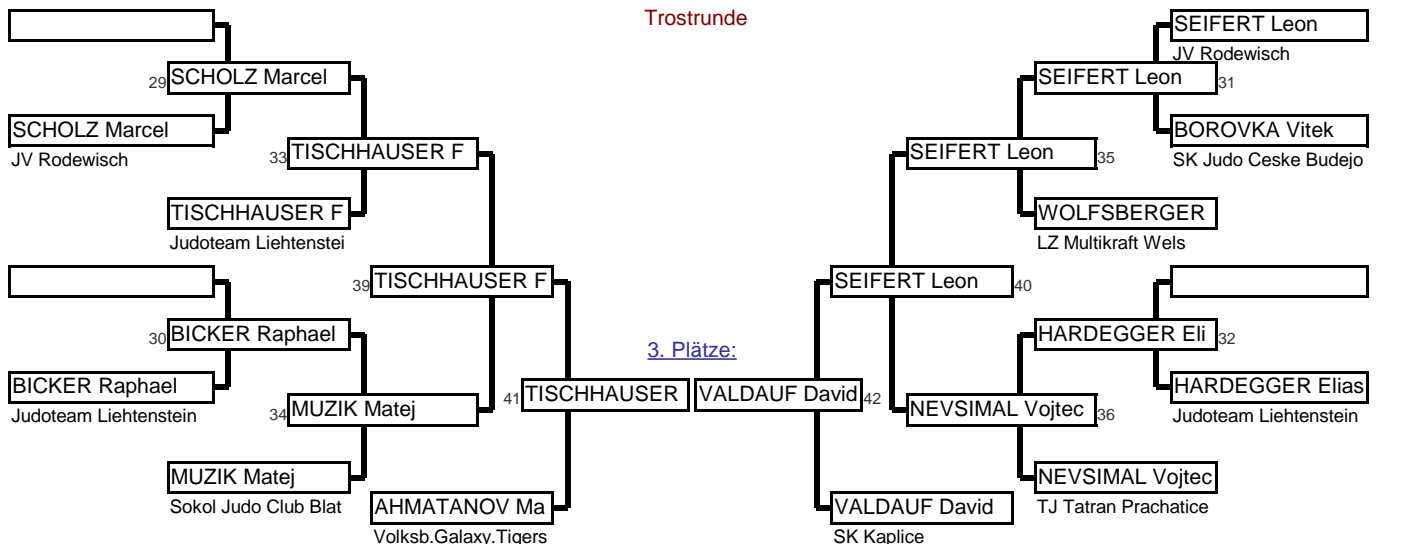 Trostrunde
29 SCHOLZ Marcel
SCHOLZ Marcel
JV Rodewisch
33 TISCHHAUSER F
TISCHHAUSER F
Judoteam Liehtenstei
39 TISCHHAUSER F
30 BICKER Raphael
BICKER Raphael
Judoteam Liehtenstein
34 MUZIK Matej
MUZIK Matej
Sokol Judo Club Blat
3. Plätze:
41 TISCHHAUSER
AHMATANOV Ma
Volksb.Galaxy.Tigers
SEIFERT Leon
JV Rodewisch
SEIFERT Leon 31
BOROVKA Vitek
SK Judo Ceske Budejo
SEIFERT Leon 35
WOLFSBERGER
LZ Multikraft Wels
SEIFERT Leon 40
HARDEGGER Eli 32
HARDEGGER Elias
Judoteam Liehtenstein
VALDAUF David 42
NEVSIMAL Vojtec 36
NEVSIMAL Vojtec
TJ Tatran Prachatice
VALDAUF David
SK Kaplice